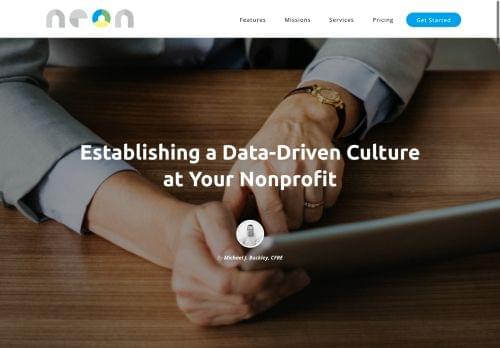 neon
Features
Missions
Services
Pricing
Get Started
Establishing a Data-Driven Culture
at Your Nonprofit
By Michael J. Buckley, CFRE